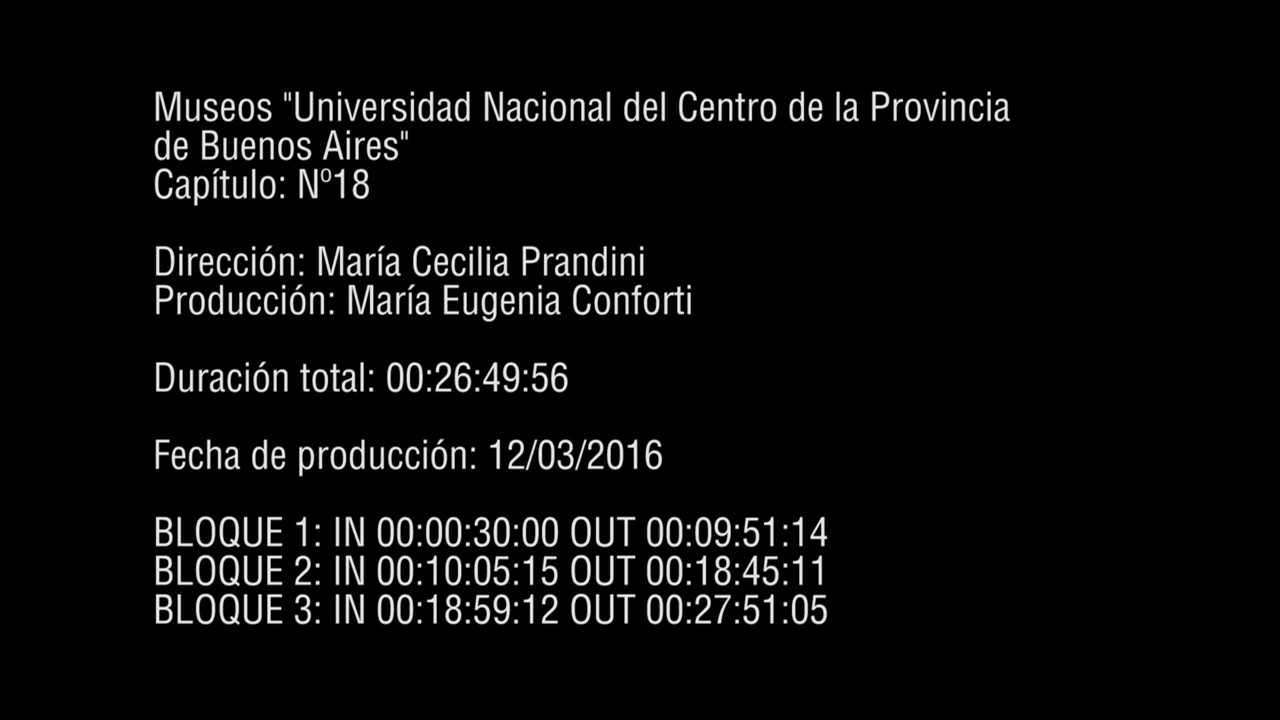 Museos "Universidad Nacional del Centro de la Provincia
de Buenos Aires"
Capítulo: Nº18
Dirección: María Cecilia Prandini
Producción: María Eugenia Conforti
Duración total: 00:26:49:56
Fecha de producción: 12/03/2016
BLOQUE 1: IN 00:00:30:00 OUT 00:09:51:14
BLOQUE 2: IN 00:10:05:15 OUT 00:18:45:11
BLOQUE 3: IN 00:18:59:12 OUT 00:27:51:05